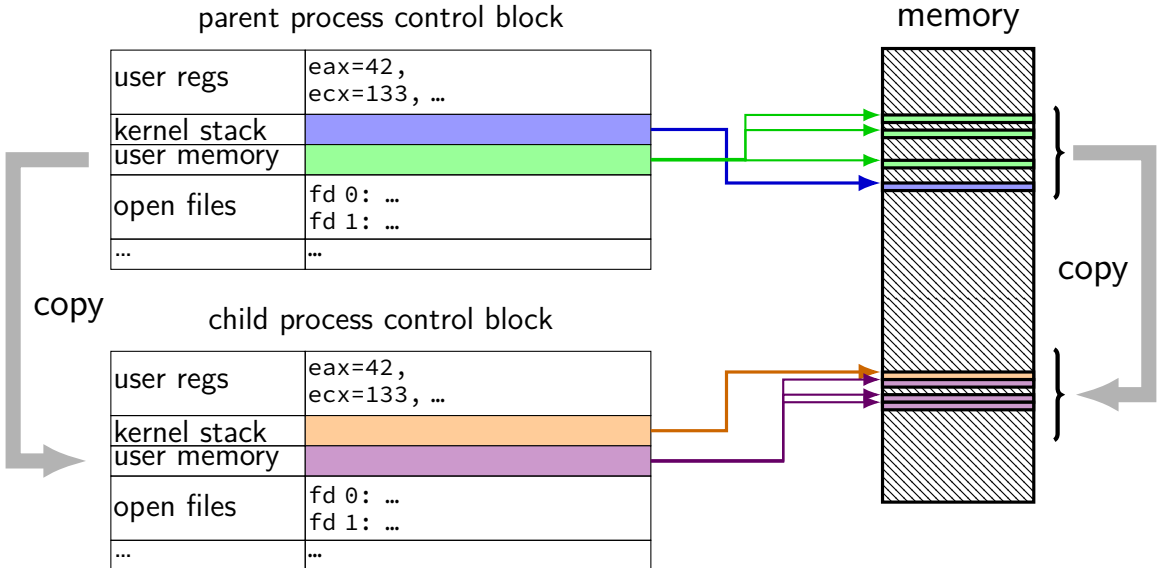 parent process control block
memory
user regs
eax=42,
ecx=133, …
kernel stack
user memory
open files
fd 0: …
fd 1: …
… …
copy
copy
child process control block
user regs
eax=42,
ecx=133, …
kernel stack
user memory
open files
fd 0: …
fd 1: …
… …